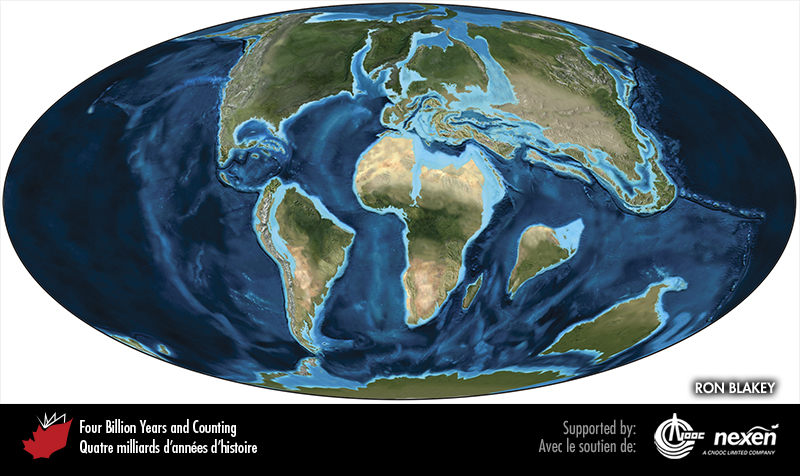 RON BLAKEY
Four Billion Years and Counting
Quatre milliards d'années d'histoire
Supported by:
Avec le soutien de:
CNOOC
nexen
A CNOOC LIMITED COMPANY